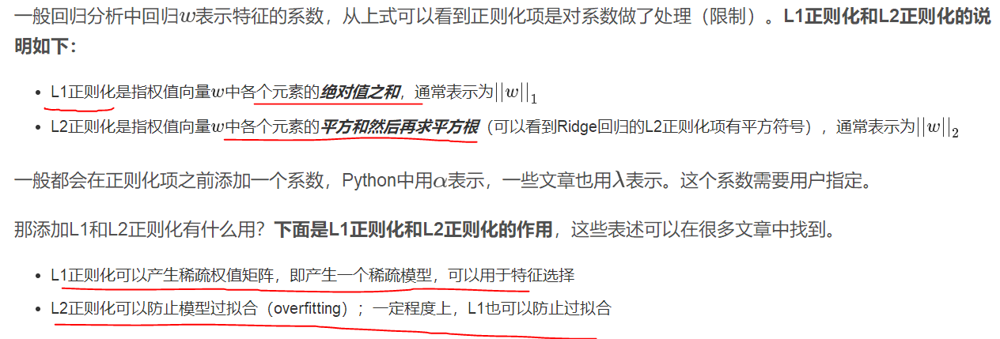 一般回归分析中回归w表示特征的系数，从上式可以看到正则化项是对系数做了处理（限制）。L1正则化和L2正则化的说
明如下：
L1正则化是指权值向量w中各个元素的绝对值之和，通常表示为||w||₁
L2正则化是指权值向量w中各个元素的平方和然后再求平方根（可以看到Ridge回归的L2正则化项有平方符号），通常表示为||w||₂
一般都会在正则化项之前添加一个系数，Python中用α表示，一些文章也用λ表示。这个系数需要用户指定。
那添加L1和L2正则化有什么用？下面是L1正则化和L2正则化的作用，这些表述可以在很多文章中找到。
L1正则化可以产生稀疏权值矩阵，即产生一个稀疏模型，可以用于特征选择
L2正则化可以防止模型过拟合（overfitting）；一定程度上，L1也可以防止过拟合